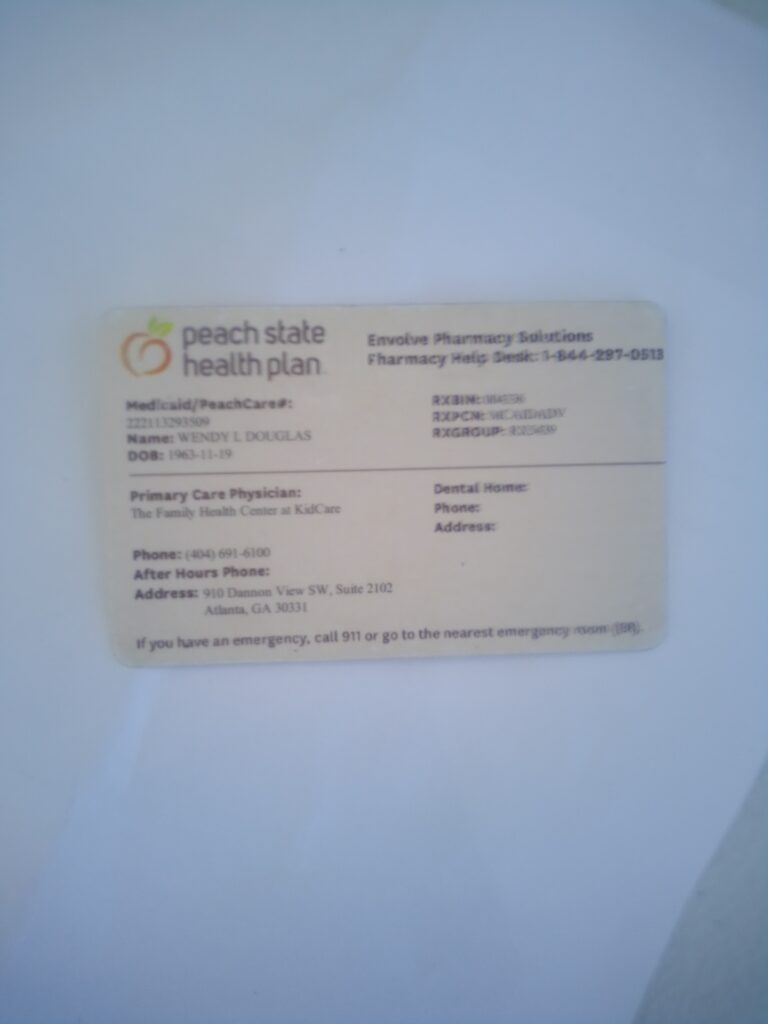 peach state
health plan
Envolve Pharmacy Solutions
Pharmacy Help Desk: 1-844-297-0513
Medicaid/PeachCare#:
222113293509
Name: WENDY L DOUGLAS
DOB: 1963-11-19
RXBIN:
RXPCN:
RXGROUP:
Primary Care Physician:
The Family Health Center at KidCare
Phone: (404) 691-6100
After Hours Phone:
Address: 910 Dannon View SW, Suite 2102
Atlanta, GA 30331
Dental Home:
Phone:
Address:
If you have an emergency, call 911 or go to the nearest emergency room (ER).